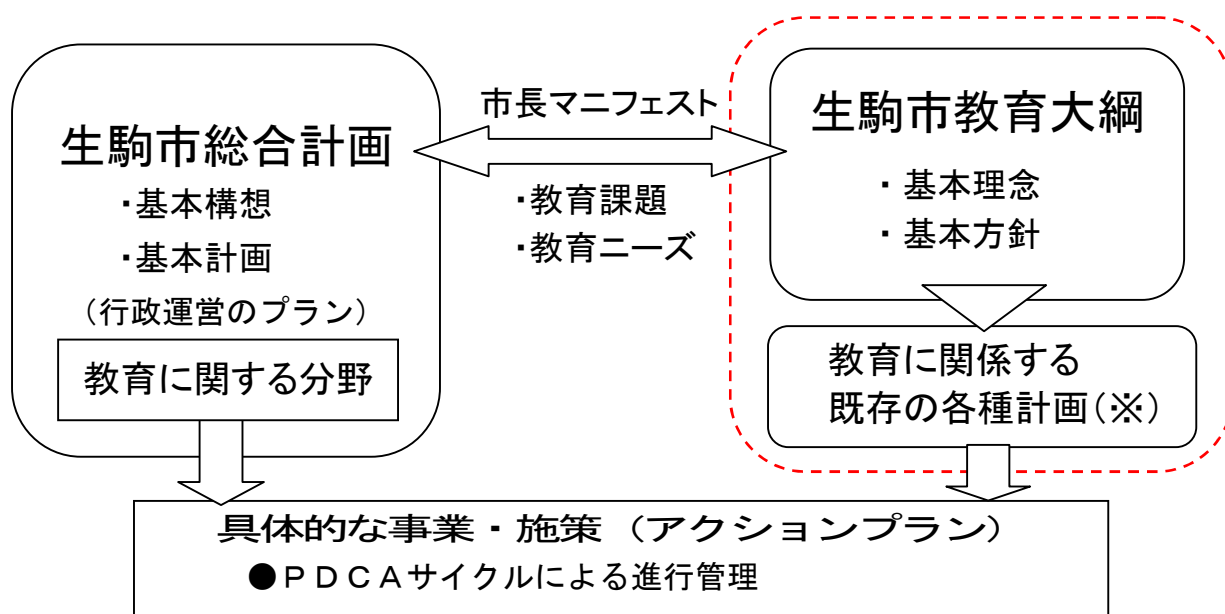 生駒市総合計画
・基本構想
・基本計画
（行政運営のプラン）
教育に関する分野
市長マニフェスト
・教育課題
・教育ニーズ
生駒市教育大綱
・基本理念
・基本方針
教育に関係する
既存の各種計画（※）
具体的な事業・施策（アクションプラン）
●ＰＤＣＡサイクルによる進行管理